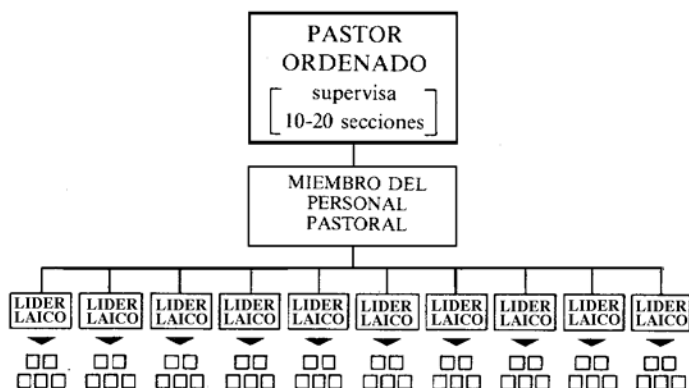 PASTOR
ORDENADO
supervisa
10-20 secciones
MIEMBRO DEL
PERSONAL
PASTORAL
LIDER LIDER LIDER LIDER LIDER LIDER LIDER LIDER LIDER LIDER
LAICO LAICO LAICO LAICO LAICO LAICO LAICO LAICO LAICO LAICO